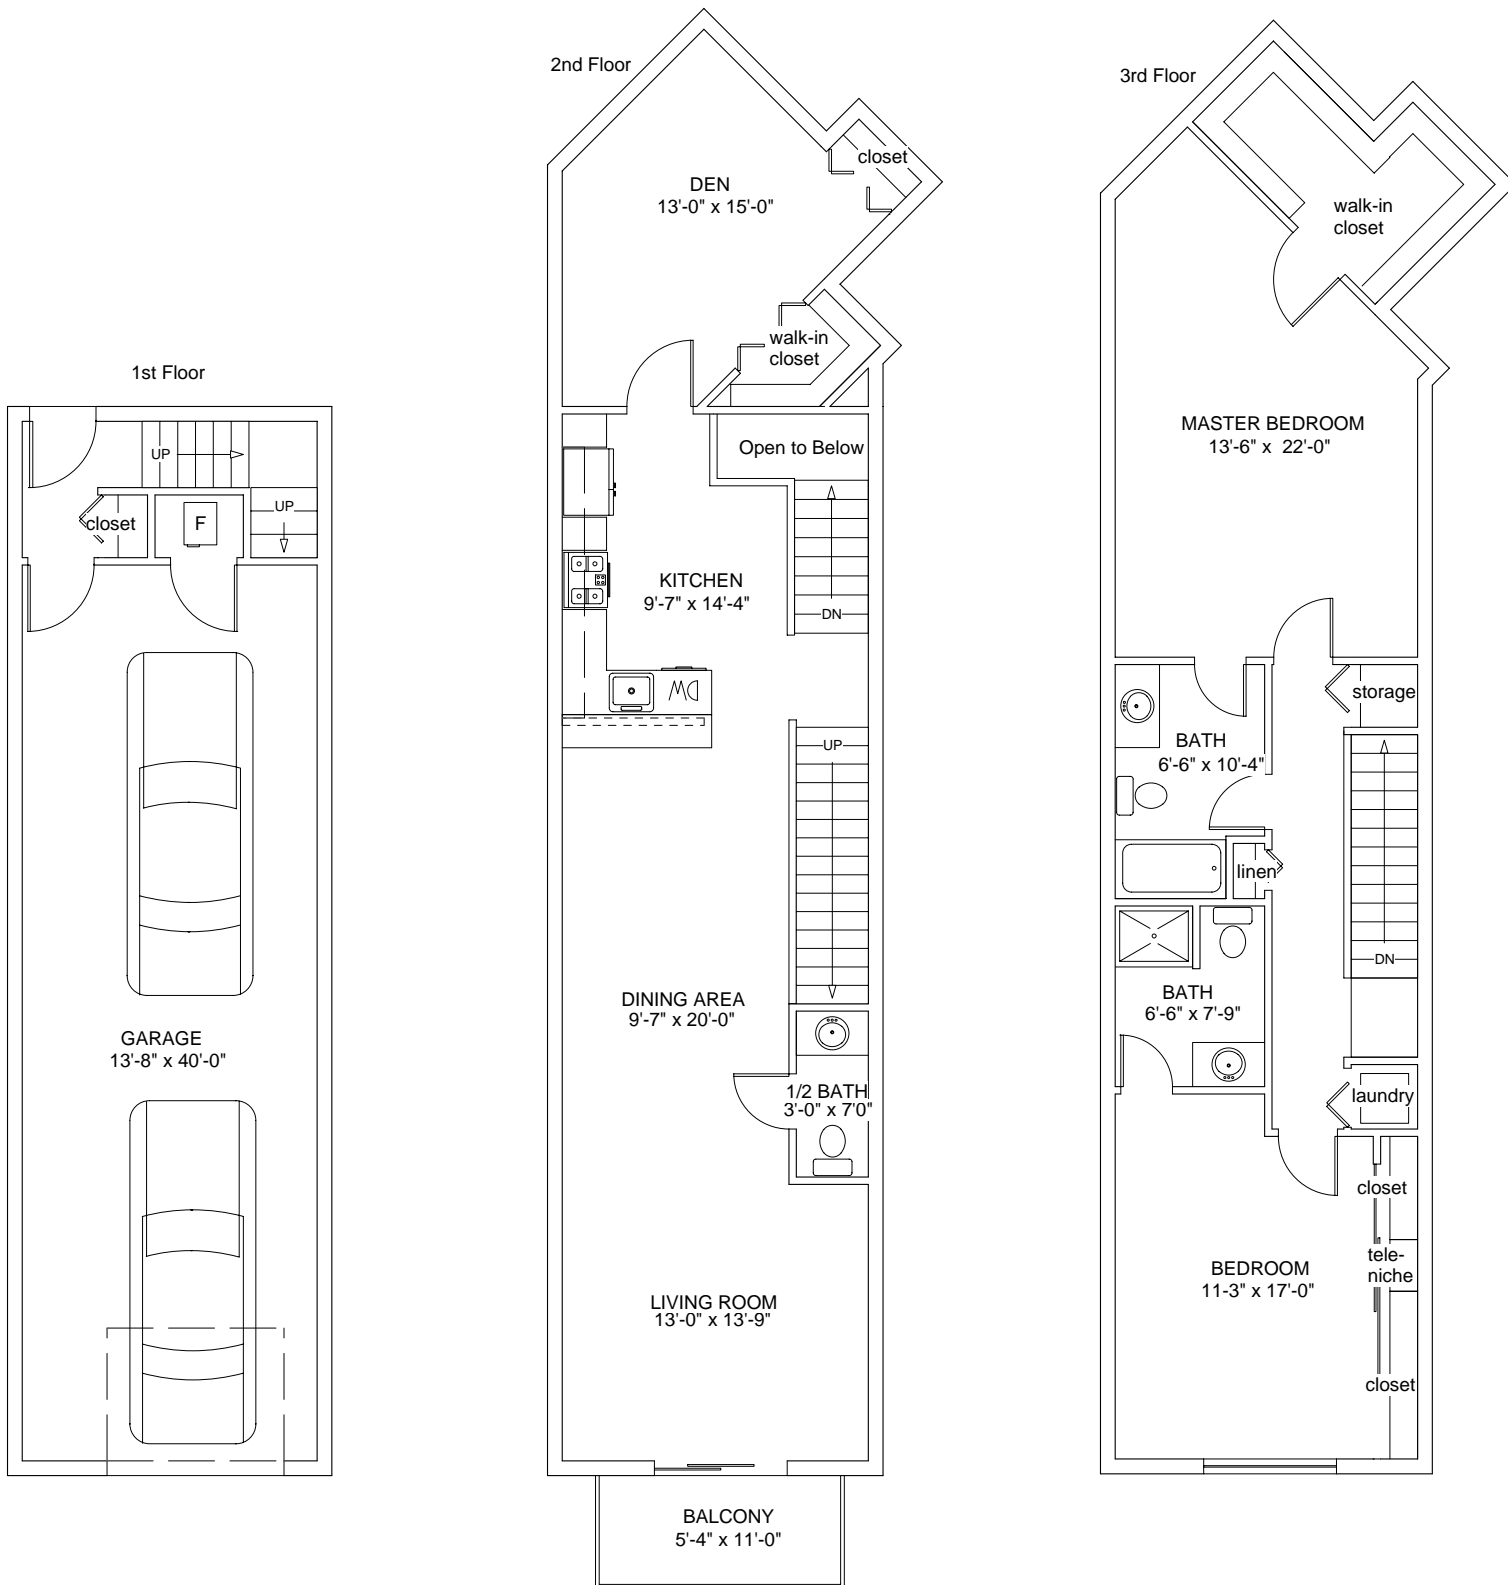 1st Floor
UP
closet
F
UP
GARAGE
13'-8" x 40'-0"
2nd Floor
closet
DEN
13'-0" x 15'-0"
walk-in
closet
Open to Below
KITCHEN
9'-7" x 14'-4"
DN
DW
UP
DINING AREA
9'-7" x 20'-0"
1/2 BATH
3'-0" x 7'0"
LIVING ROOM
13'-0" x 13'-9"
BALCONY
5'-4" x 11'-0"
3rd Floor
walk-in
closet
MASTER BEDROOM
13'-6" x 22'-0"
storage
BATH
6'-6" x 10'-4"
linen
DN
BATH
6'-6" x 7'-9"
laundry
closet
tele-
niche
BEDROOM
11-3" x 17'-0"
closet